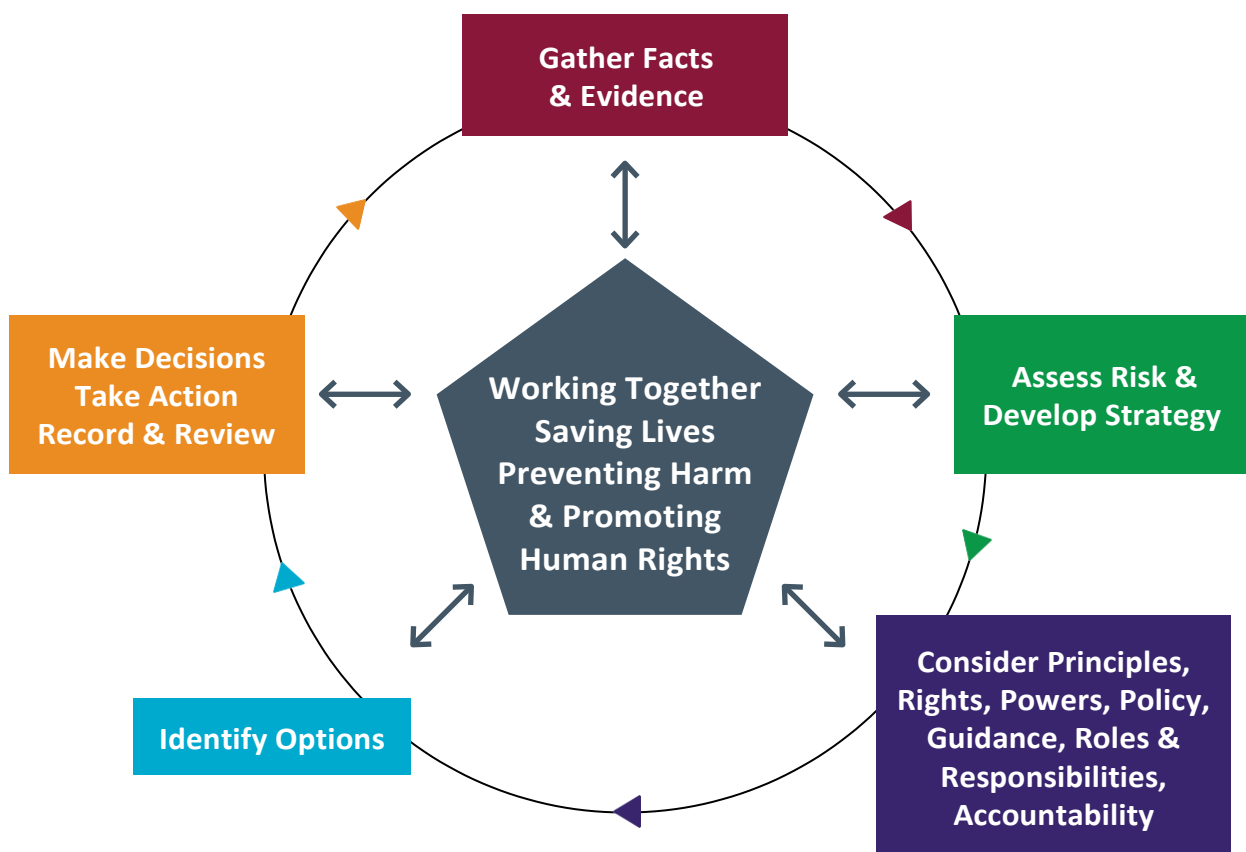 Gather Facts
& Evidence
Assess Risk &
Develop Strategy
Consider Principles,
Rights, Powers, Policy,
Guidance, Roles &
Responsibilities,
Accountability
Identify Options
Make Decisions
Take Action
Record & Review
Working Together
Saving Lives
Preventing Harm
& Promoting
Human Rights